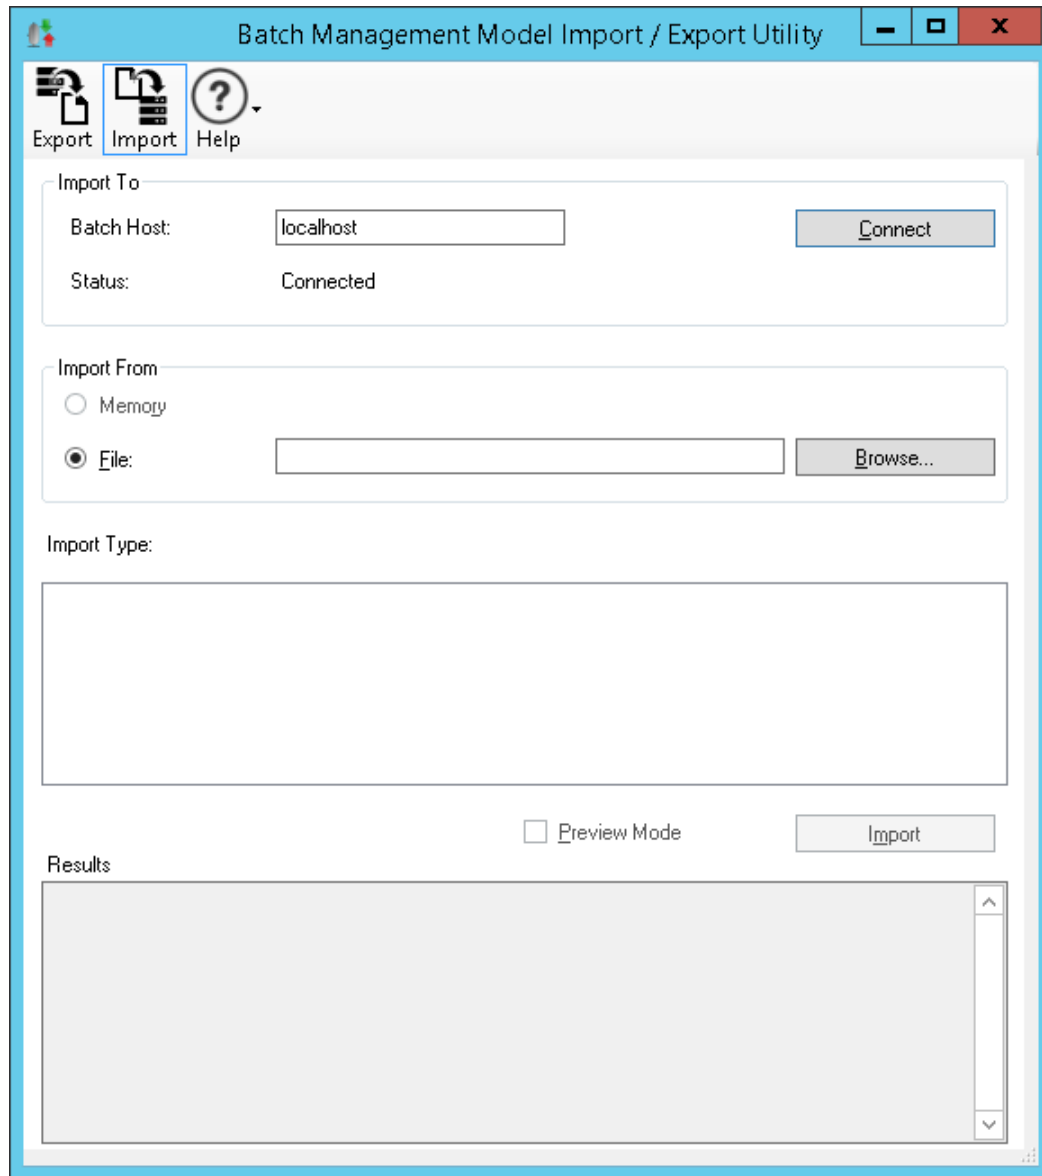 Batch Management Model Import / Export Utility
Export Import Help
Import To
Batch Host: localhost Connect
Status: Connected
Import From
Memory
File: Browse...
Import Type:
Preview Mode Import
Results